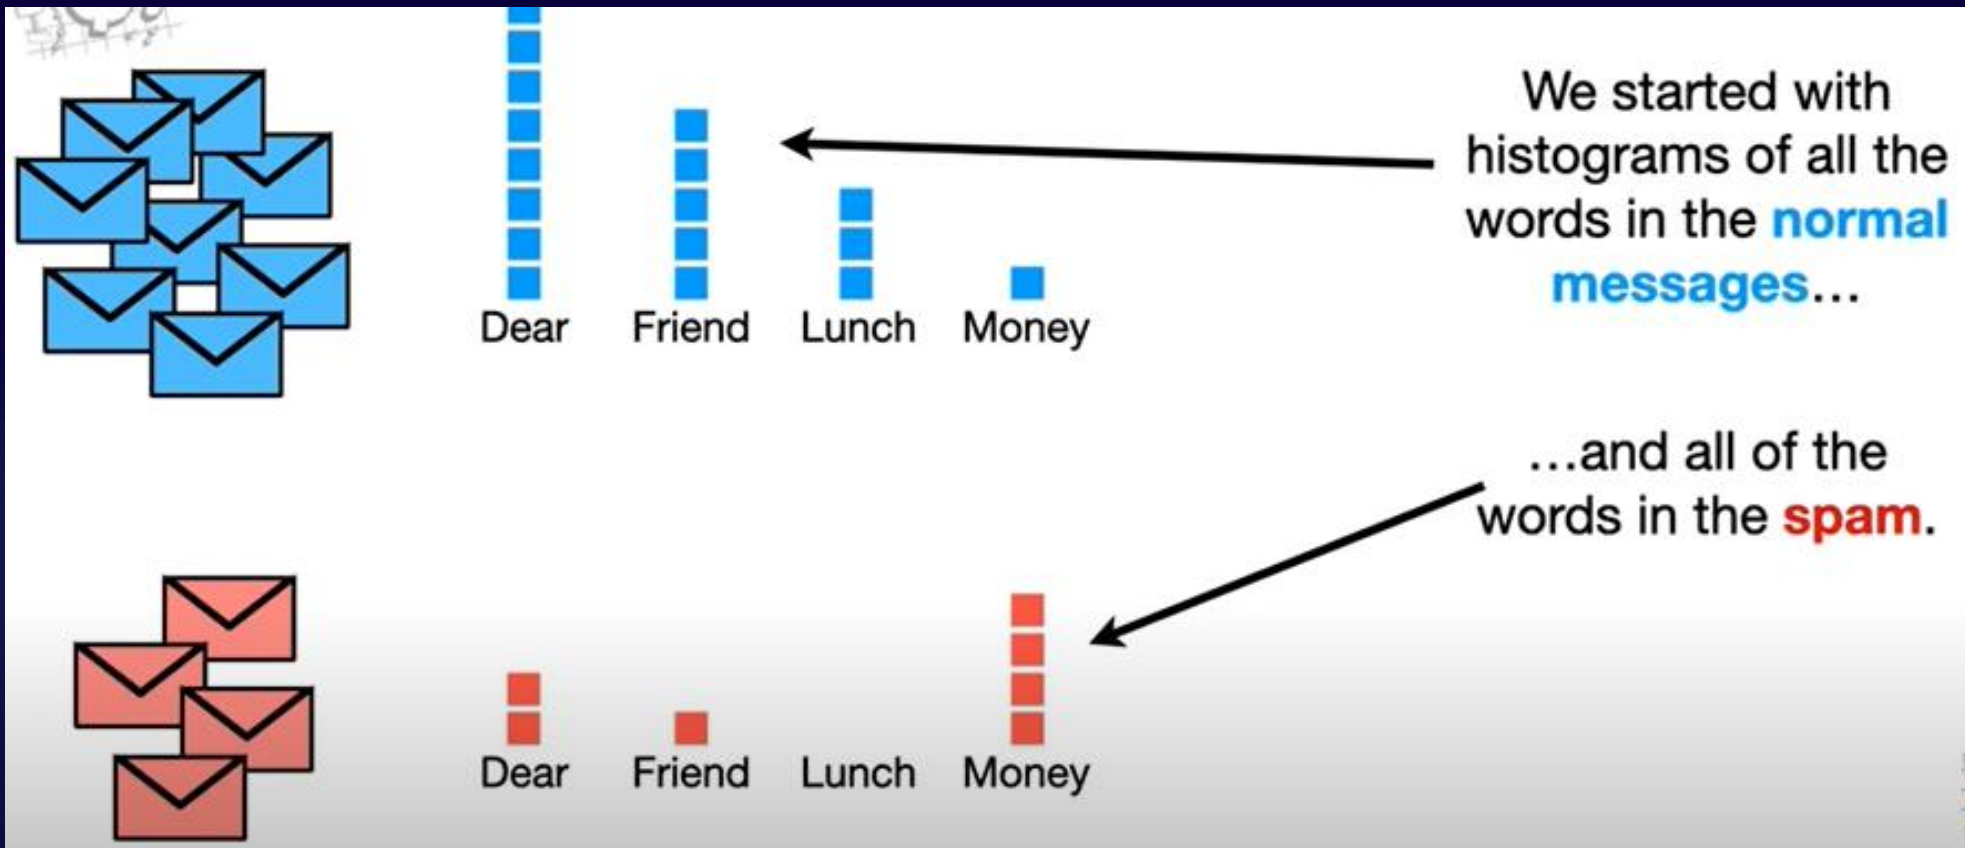 We started with
histograms of all the
words in the normal
messages...
Dear Friend Lunch Money
...and all of the
words in the spam.
Dear Friend Lunch Money